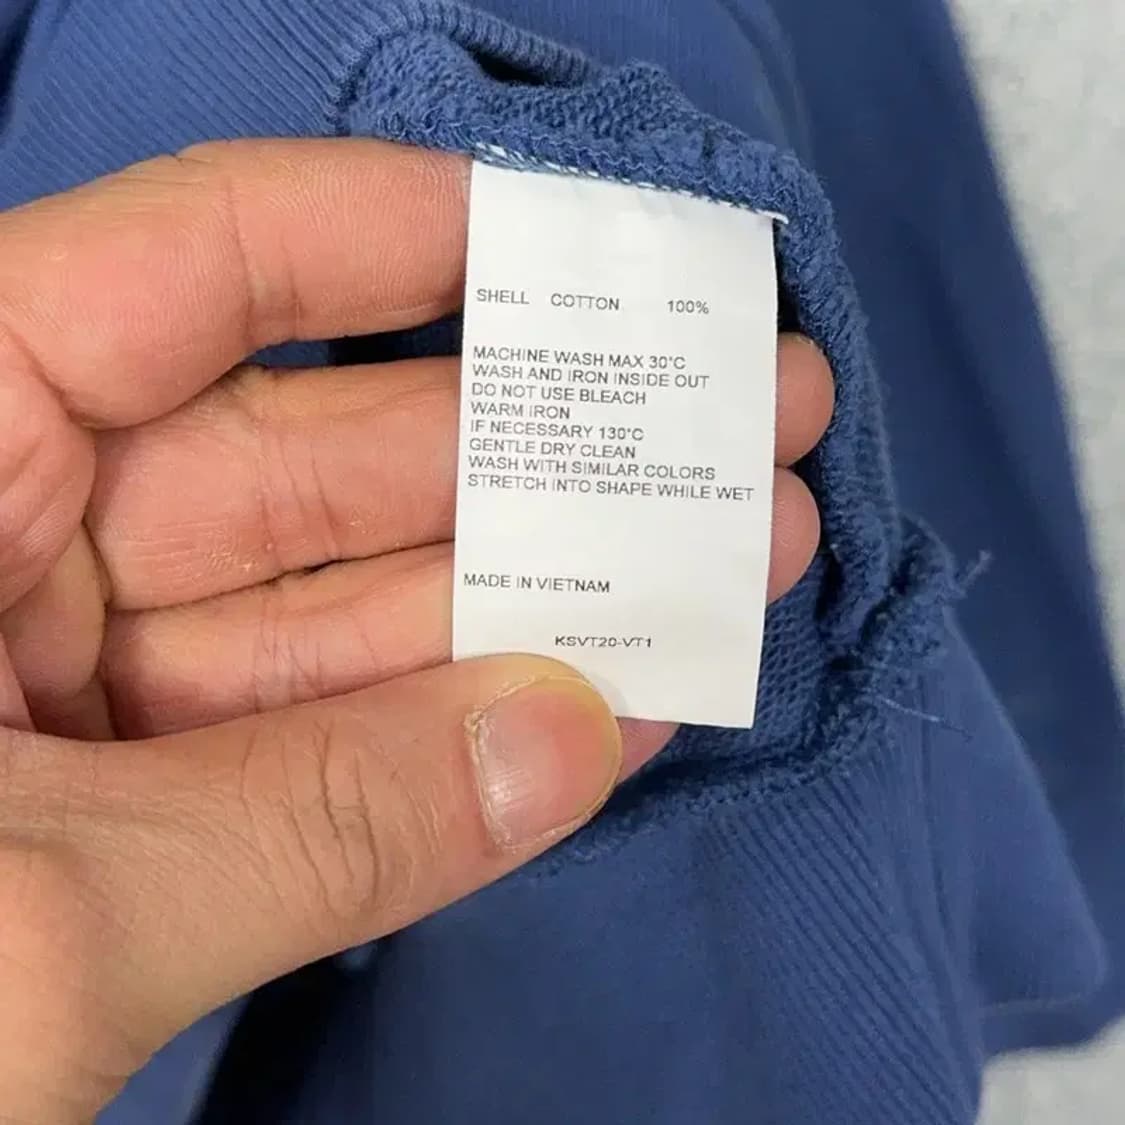 SHELL COTTON 100%
MACHINE WASH MAX 30°C
WASH AND IRON INSIDE OUT
DO NOT USE BLEACH
WARM IRON
IF NECESSARY 130°C
GENTLE DRY CLEAN
WASH WITH SIMILAR COLORS
STRETCH INTO SHAPE WHILE WET
MADE IN VIETNAM
KSVT20-VT1